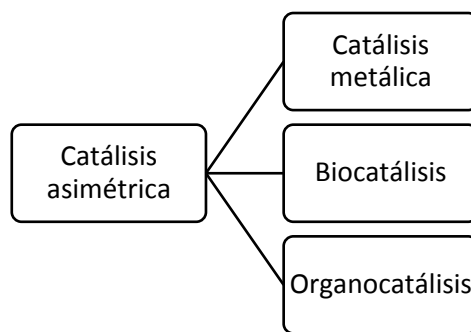 Catálisis
asimétrica
Catálisis
metálica
Biocatálisis
Organocatálisis